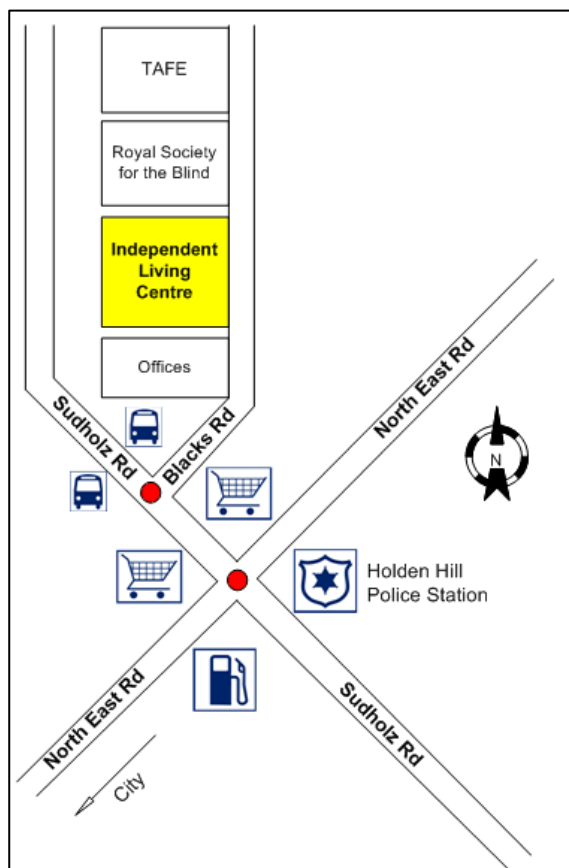 TAFE
Royal Society
for the Blind
Independent
Living
Centre
Offices
Sudholz Rd
Blacks Rd
North East Rd
N
Holden Hill
Police Station
North East Rd
Sudholz Rd
City